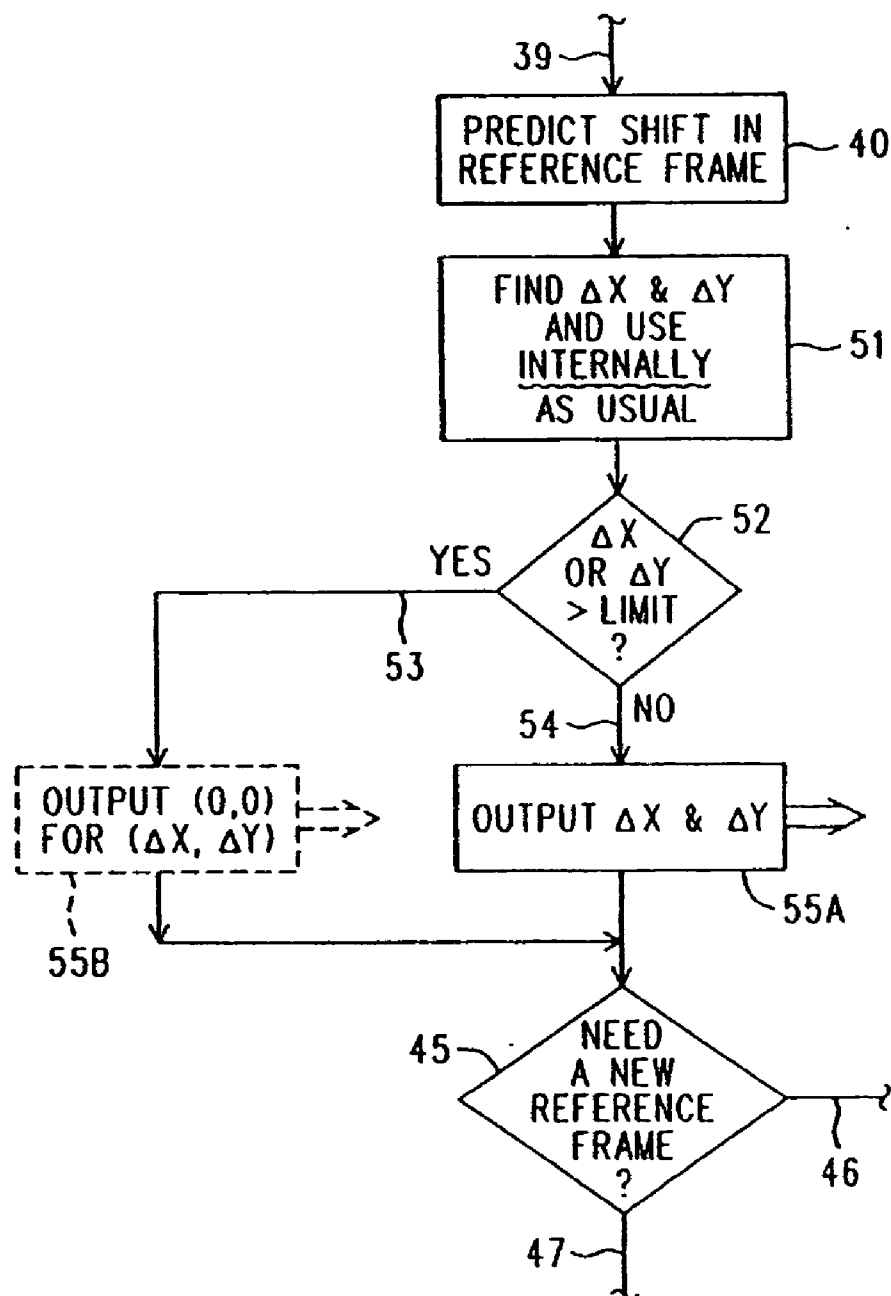 39
PREDICT SHIFT IN
REFERENCE FRAME
40
FIND ΔX & ΔY
AND USE
INTERNALLY
AS USUAL
51
ΔX
OR ΔY
> LIMIT
?
52
YES
53
54
NO
OUTPUT (0,0)
FOR (ΔX, ΔY)
55B
OUTPUT ΔX & ΔY
55A
45
NEED
A NEW
REFERENCE
FRAME
?
46
47